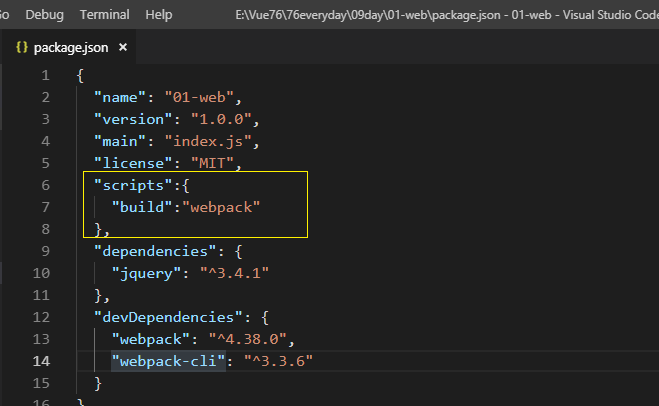 Go Debug Terminal Help E:\Vue76\76everyday\09day\01-web\package.json - 01-web - Visual Studio Code
{} package.json ×
1 {
2 "name": "01-web",
3 "version": "1.0.0",
4 "main": "index.js",
5 "license": "MIT",
6 "scripts":{
7 "build":"webpack"
8 },
9 "dependencies": {
10 "jquery": "^3.4.1"
11 },
12 "devDependencies": {
13 "webpack": "^4.38.0",
14 "webpack-cli": "^3.3.6"
15 }
16 }